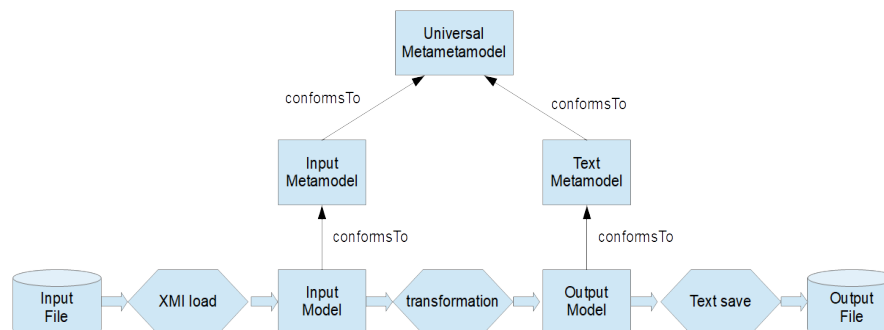 Universal
Metametamodel
conformsTo
conformsTo
Input
Metamodel
Text
Metamodel
conformsTo
conformsTo
Input
File
XMI load
Input
Model
transformation
Output
Model
Text save
Output
File